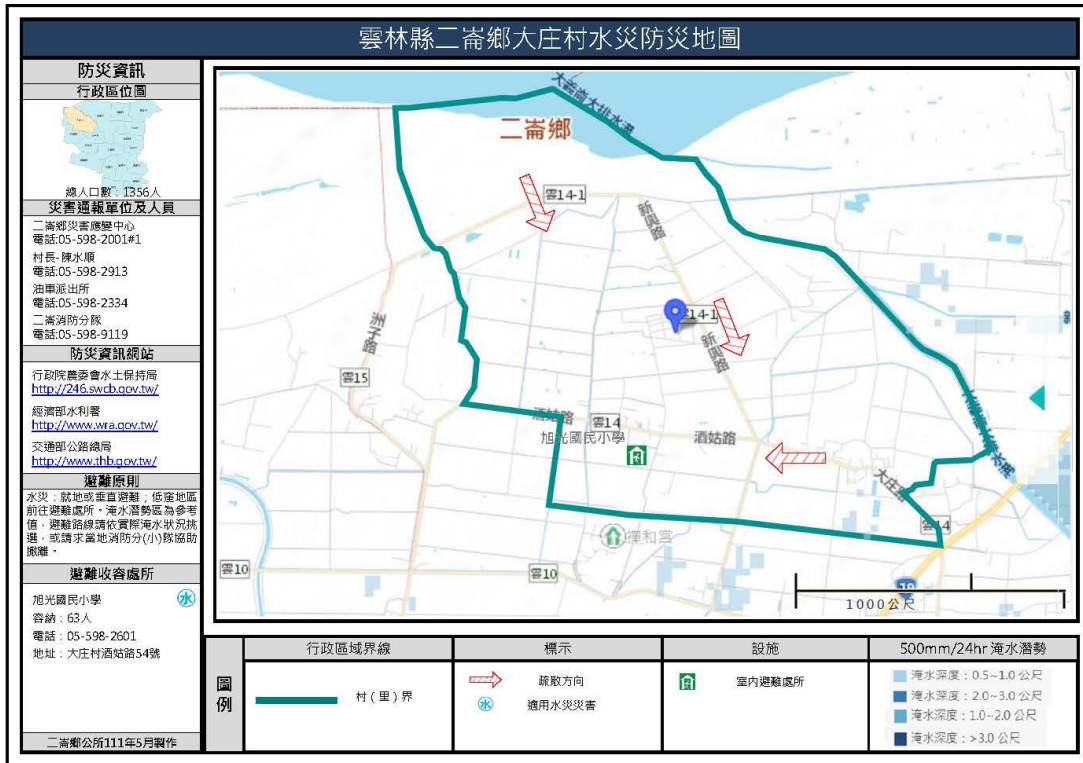 雲林縣二崙鄉大庄村水災防災地圖
防災資訊
行政區位圖
總人口數：1356人
災害通報單位及人員
二崙鄉災害應變中心
電話:05-598-2001#1
村長-陳水順
電話:05-598-2913
油車派出所
電話:05-598-2334
二崙消防分隊
電話:05-598-9119
防災資訊網站
行政院農委會水土保持局
http://246.swcb.gov.tw/
經濟部水利署
http://www.wra.gov.tw/
交通部公路總局
http://www.thb.gov.tw/
避難原則
水災：就地或垂直避難；低窪地區
前往避難處所。淹水潛勢區為參考
值，避難路線請依實際淹水狀況挑
選，或請求當地消防分(小)隊協助
撤離。
避難收容處所
旭光國民小學
水
容納：63人
電話：05-598-2601
地址：大庄村酒姑路54號
二崙鄉公所111年5月製作
大義崙大排水溝
二崙鄉
雲14-1
新興路
雲14-1
新興路
雲15
酒姑路
雲14
旭光國民小學
酒姑路
大庄路
雲14
雲10
雲10
19
1000公尺
圖例
行政區域界線
標示
設施
500mm/24hr 淹水潛勢
村(里)界
疏散方向
水
適用水災災害
室內避難處所
淹水深度：0.5~1.0 公尺
淹水深度：2.0~3.0 公尺
淹水深度：1.0~2.0 公尺
淹水深度：>3.0 公尺